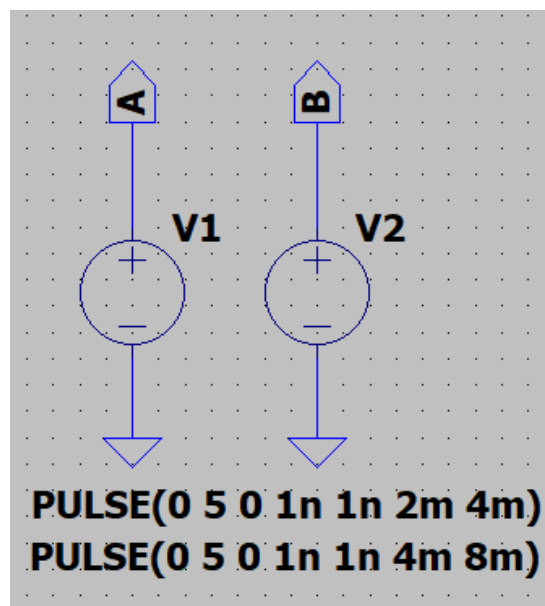 A B
V1 V2
PULSE(0 5 0 1n 1n 2m 4m)
PULSE(0 5 0 1n 1n 4m 8m)